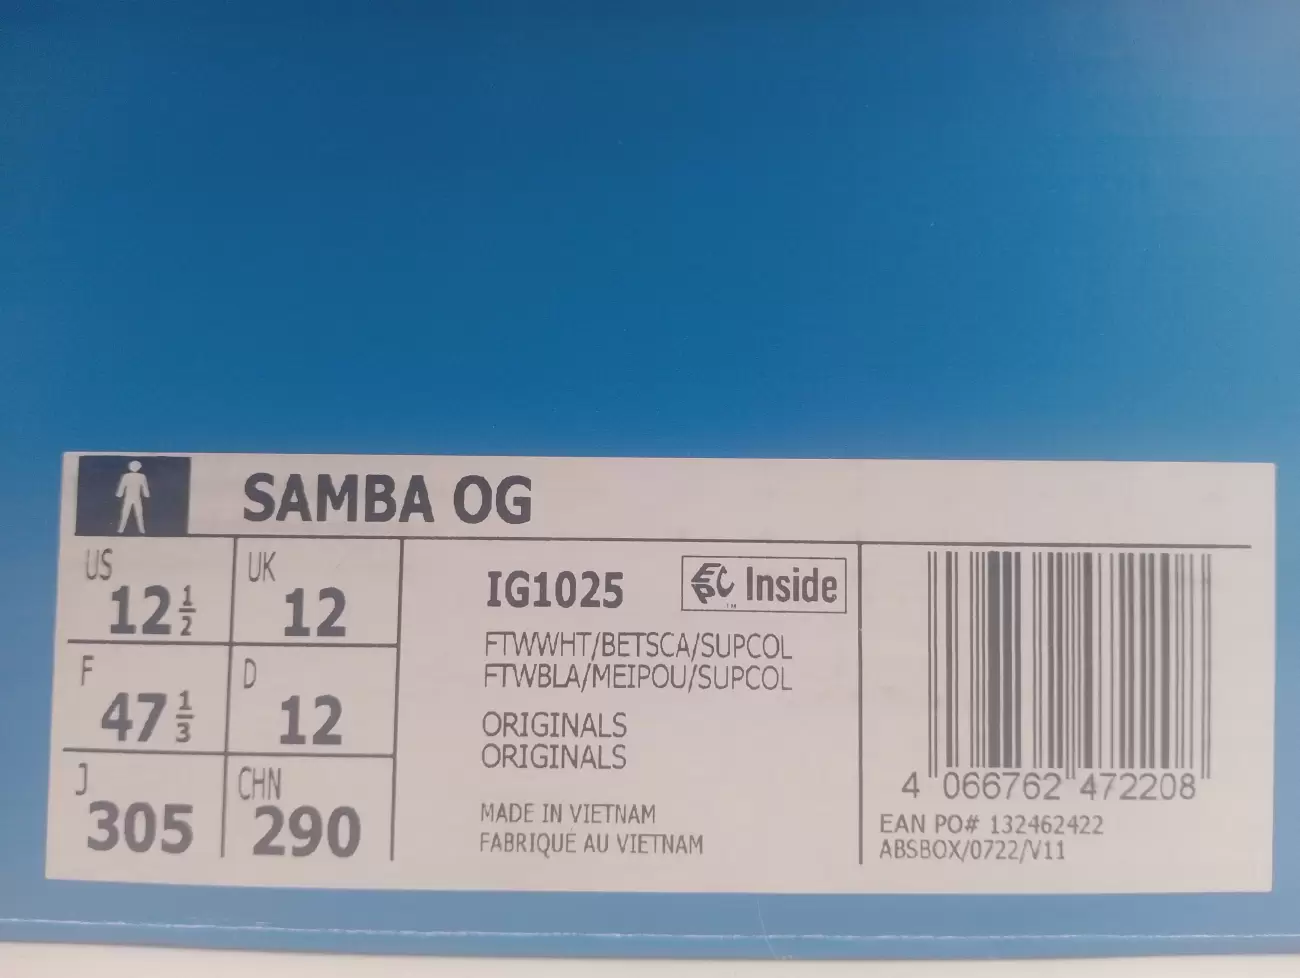 SAMBA OG
US 12 1/2
UK 12
F 47 1/3
D 12
J 305
CHN 290
IG1025
EPC Inside
™
FTWWHT/BETSCA/SUPCOL
FTWBLA/MEIPOU/SUPCOL
ORIGINALS
ORIGINALS
MADE IN VIETNAM
FABRIQUÉ AU VIETNAM
4 066762 472208
EAN PO# 132462422
ABSBOX/0722/V11